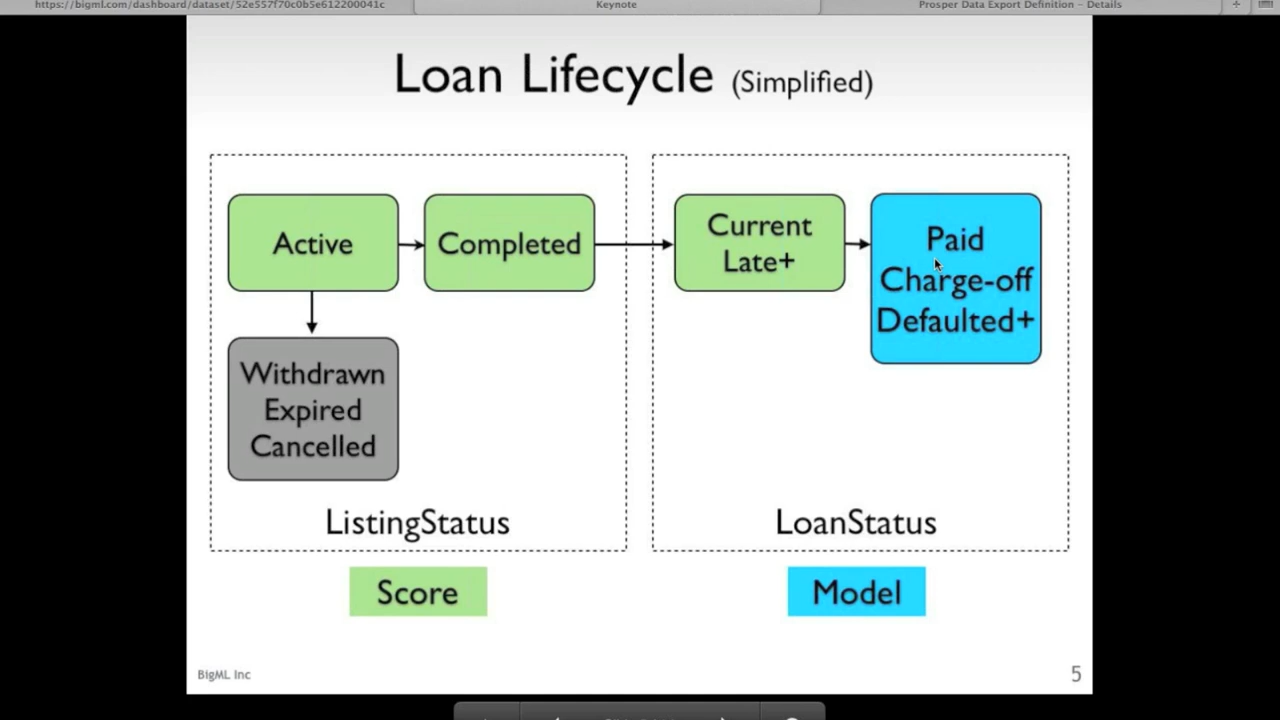 https://bigml.com/dashboard/dataset/52e557f70c0b5e612200041c
Keynote
Prosper Data Export Definition – Details
Loan Lifecycle (Simplified)
Active
Completed
Current
Late+
Paid
Charge-off
Defaulted+
Withdrawn
Expired
Cancelled
ListingStatus
LoanStatus
Score
Model
BigML Inc
5